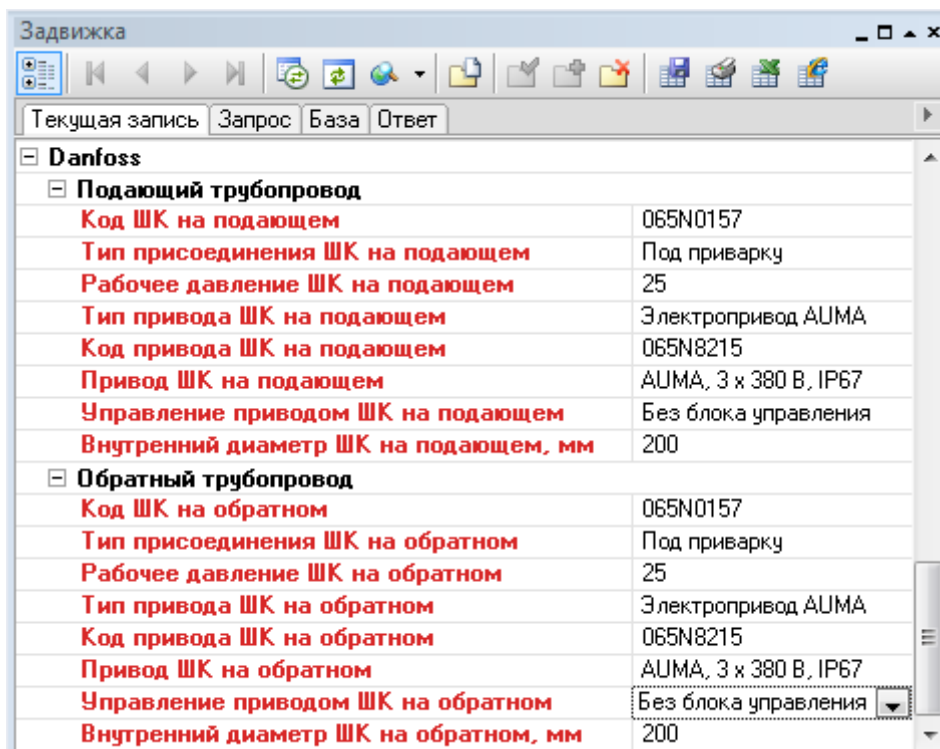 Задвижка
Текущая запись Запрос База Ответ
Danfoss
Подающий трубопровод
Код ШК на подающем 065N0157
Тип присоединения ШК на подающем Под приварку
Рабочее давление ШК на подающем 25
Тип привода ШК на подающем Электропривод AUMA
Код привода ШК на подающем 065N8215
Привод ШК на подающем AUMA, 3 x 380 В, IP67
Управление приводом ШК на подающем Без блока управления
Внутренний диаметр ШК на подающем, мм 200
Обратный трубопровод
Код ШК на обратном 065N0157
Тип присоединения ШК на обратном Под приварку
Рабочее давление ШК на обратном 25
Тип привода ШК на обратном Электропривод AUMA
Код привода ШК на обратном 065N8215
Привод ШК на обратном AUMA, 3 x 380 В, IP67
Управление приводом ШК на обратном Без блока управления
Внутренний диаметр ШК на обратном, мм 200